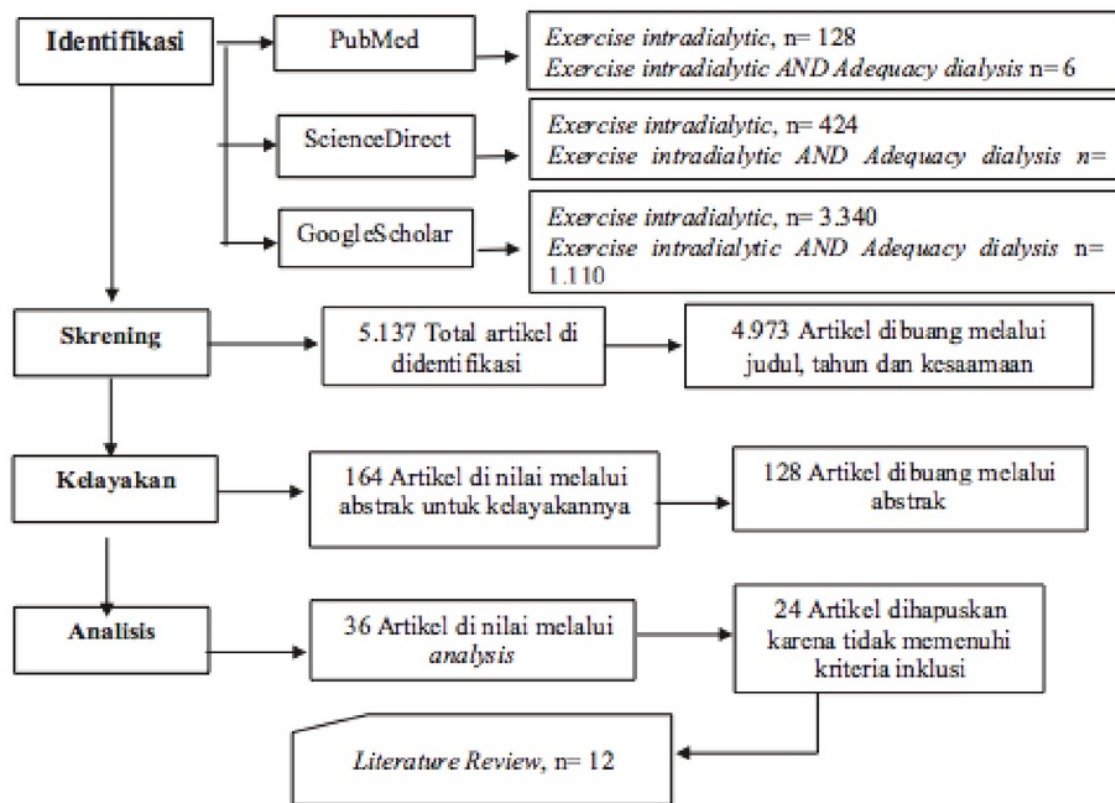 Identifikasi
PubMed
Exercise intradialytic, n= 128
Exercise intradialytic AND Adequacy dialysis n= 6
ScienceDirect
Exercise intradialytic, n= 424
Exercise intradialytic AND Adequacy dialysis n=
GoogleScholar
Exercise intradialytic, n= 3.340
Exercise intradialytic AND Adequacy dialysis n=
1.110
Skrening
5.137 Total artikel di
didentifikasi
4.973 Artikel dibuang melalui
judul, tahun dan kesaamaan
Kelayakan
164 Artikel di nilai melalui
abstrak untuk kelayakannya
128 Artikel dibuang melalui
abstrak
Analisis
36 Artikel di nilai melalui
analysis
24 Artikel dihapuskan
karena tidak memenuhi
kriteria inklusi
Literature Review, n= 12